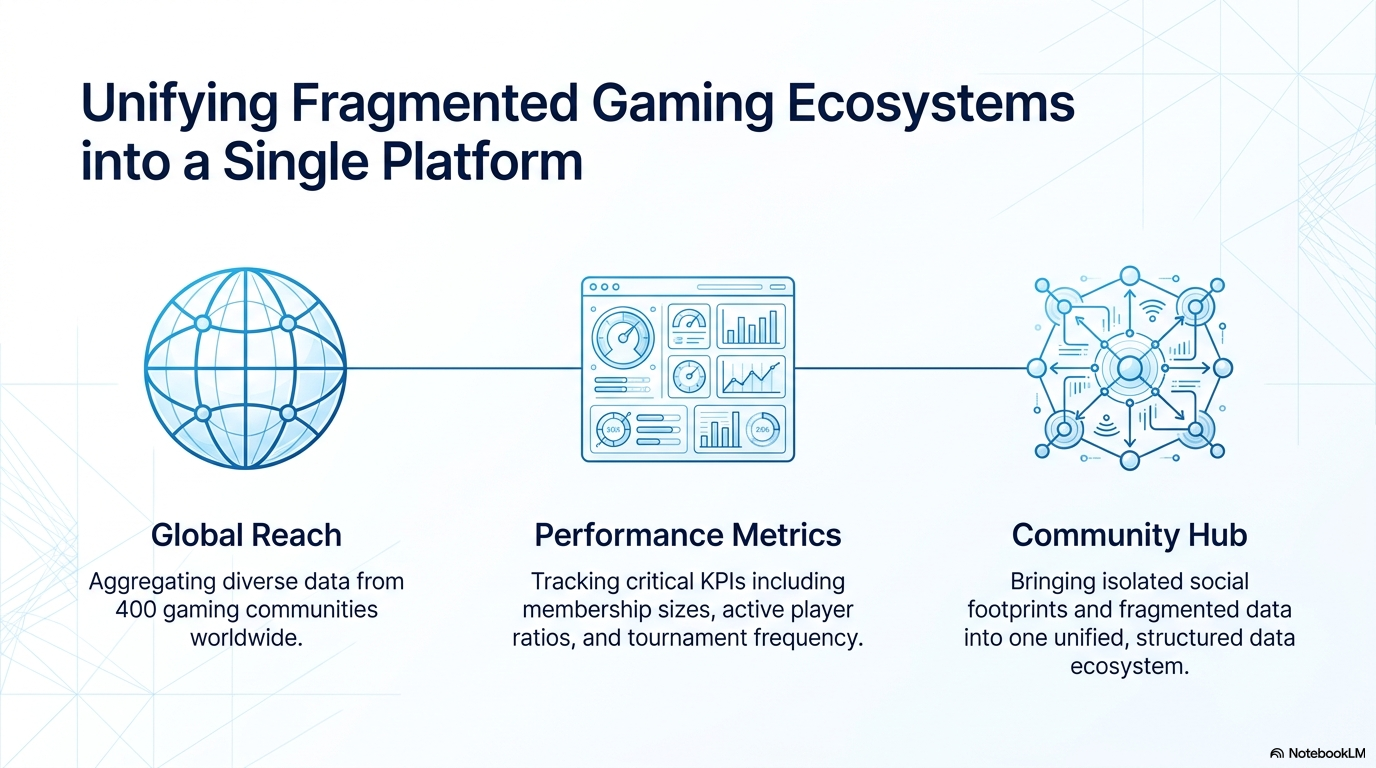 Unifying Fragmented Gaming Ecosystems
into a Single Platform
Global Reach
Aggregating diverse data from
400 gaming communities
worldwide.
Performance Metrics
Tracking critical KPIs including
membership sizes, active player
ratios, and tournament frequency.
Community Hub
Bringing isolated social
footprints and fragmented data
into one unified, structured data
ecosystem.
NotebookLM